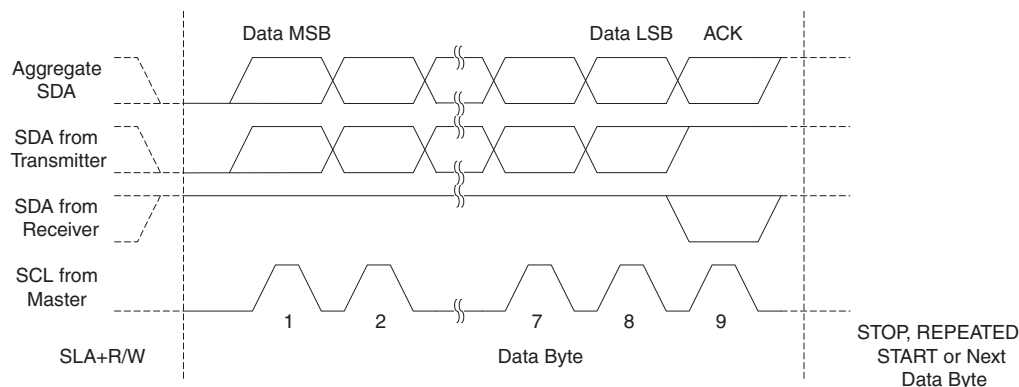 Data MSB
Data LSB
ACK
Aggregate
SDA
SDA from
Transmitter
SDA from
Receiver
SCL from
Master
1
2
7
8
9
SLA+R/W
Data Byte
STOP, REPEATED
START or Next
Data Byte